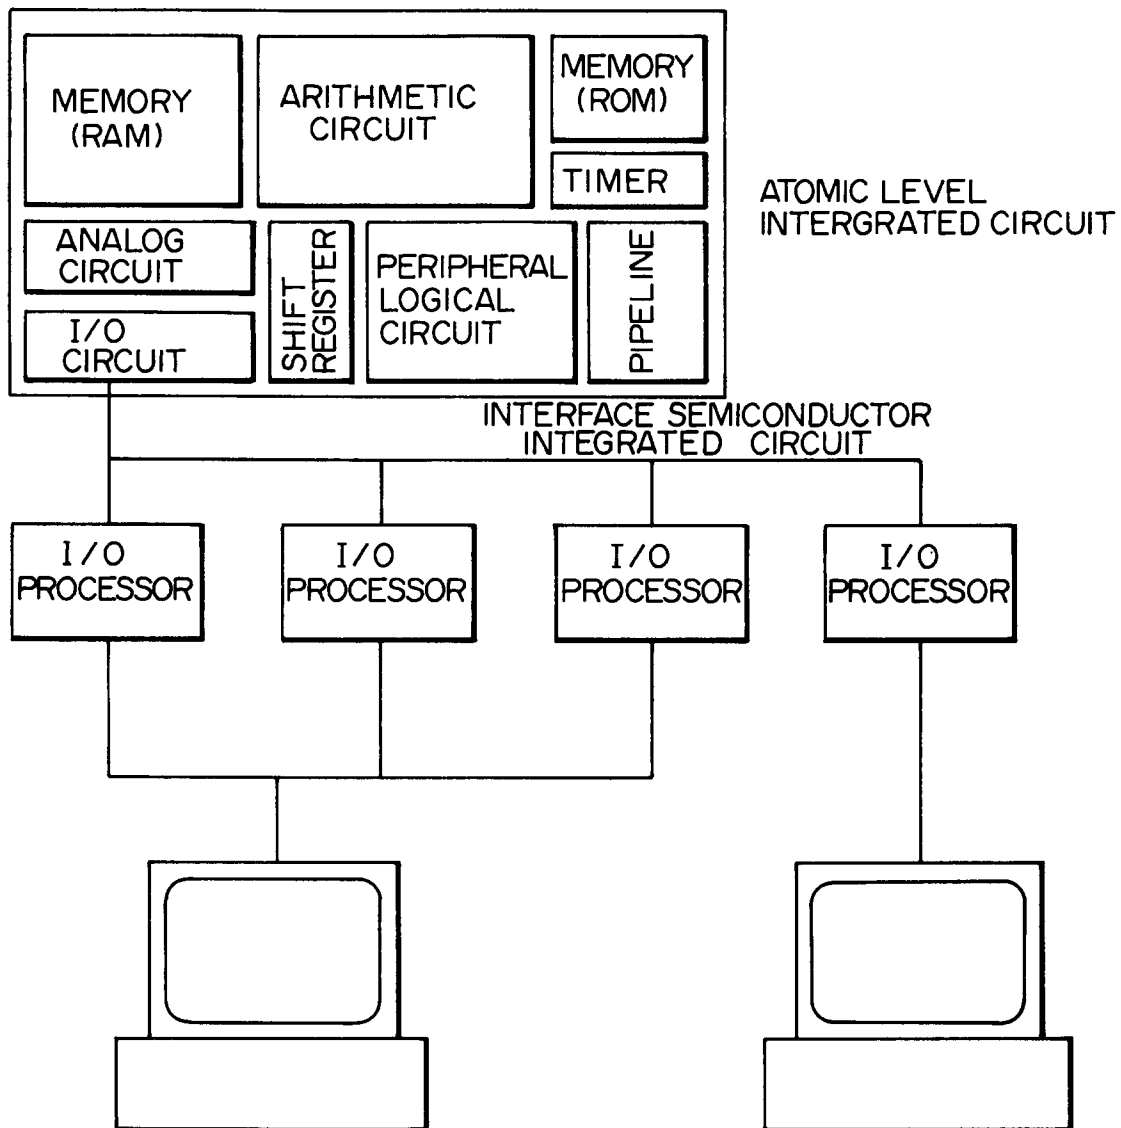 MEMORY
(RAM)
ARITHMETIC
CIRCUIT
MEMORY
(ROM)
TIMER
ATOMIC LEVEL
INTERGRATED CIRCUIT
ANALOG
CIRCUIT
I/O
CIRCUIT
SHIFT
REGISTER
PERIPHERAL
LOGICAL
CIRCUIT
PIPELINE
INTERFACE SEMICONDUCTOR
INTEGRATED CIRCUIT
I/O
PROCESSOR
I/O
PROCESSOR
I/O
PROCESSOR
I/O
PROCESSOR